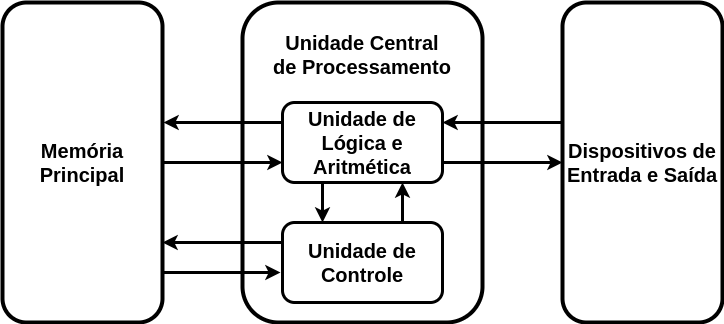 Memória
Principal
Unidade Central
de Processamento
Unidade de
Lógica e
Aritmética
Unidade de
Controle
Dispositivos de
Entrada e Saída